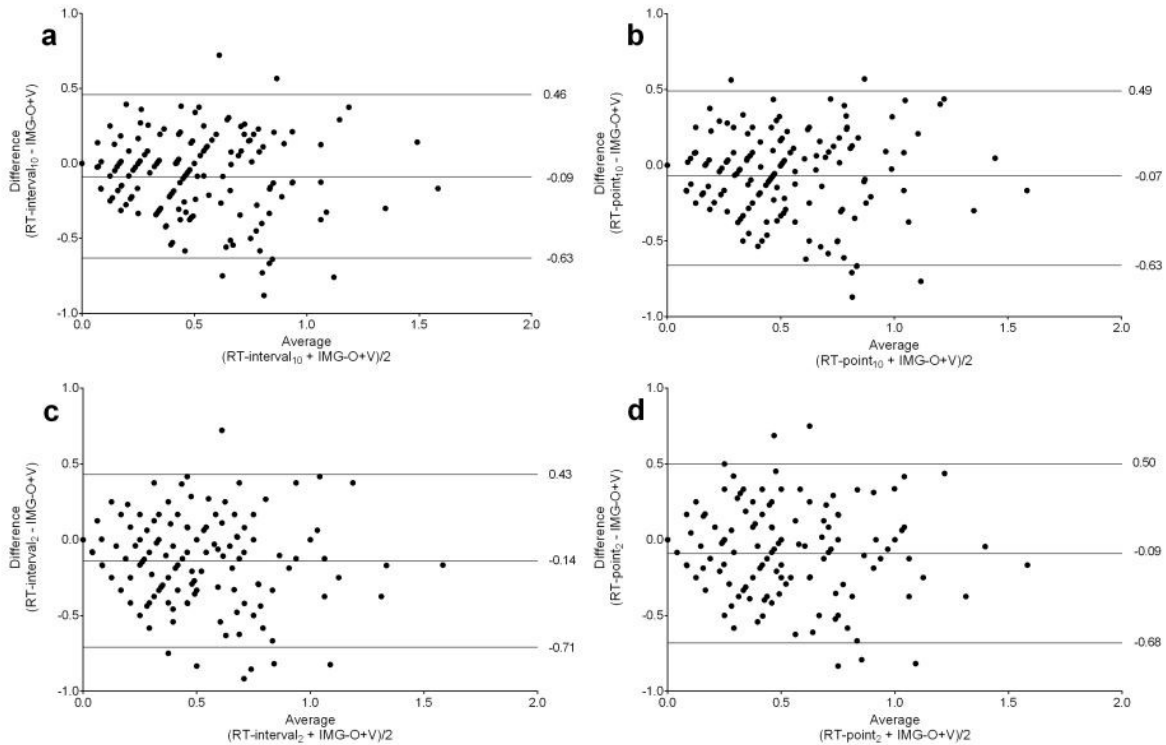 a
1.0
0.5
0.0
-0.5
-1.0
Difference
(RT-interval₁₀ - IMG-O+V)
0.46
-0.09
-0.63
0.0 0.5 1.0 1.5 2.0
Average
(RT-interval₁₀ + IMG-O+V)/2
b
1.0
0.5
0.0
-0.5
-1.0
Difference
(RT-point₁₀ - IMG-O+V)
0.49
-0.07
-0.63
0.0 0.5 1.0 1.5 2.0
Average
(RT-point₁₀ + IMG-O+V)/2
c
1.0
0.5
0.0
-0.5
-1.0
Difference
(RT-interval₂ - IMG-O+V)
0.43
-0.14
-0.71
0.0 0.5 1.0 1.5 2.0
Average
(RT-interval₂ + IMG-O+V)/2
d
1.0
0.5
0.0
-0.5
-1.0
Difference
(RT-point₂ - IMG-O+V)
0.50
-0.09
-0.68
0.0 0.5 1.0 1.5 2.0
Average
(RT-point₂ + IMG-O+V)/2